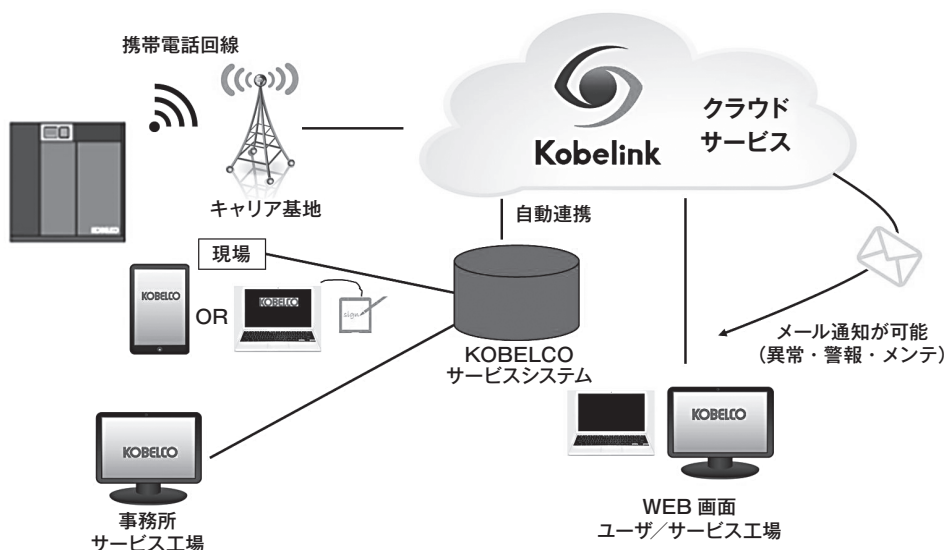 携帯電話回線
クラウド
サービス
Kobelink
キャリア基地
KOBELCO
自動連携
現場
KOBELCO
OR
KOBELCO
sign
メール通知が可能
（異常・警報・メンテ）
KOBELCO
サービスシステム
KOBELCO
KOBELCO
事務所
サービス工場
WEB 画面
ユーザ／サービス工場